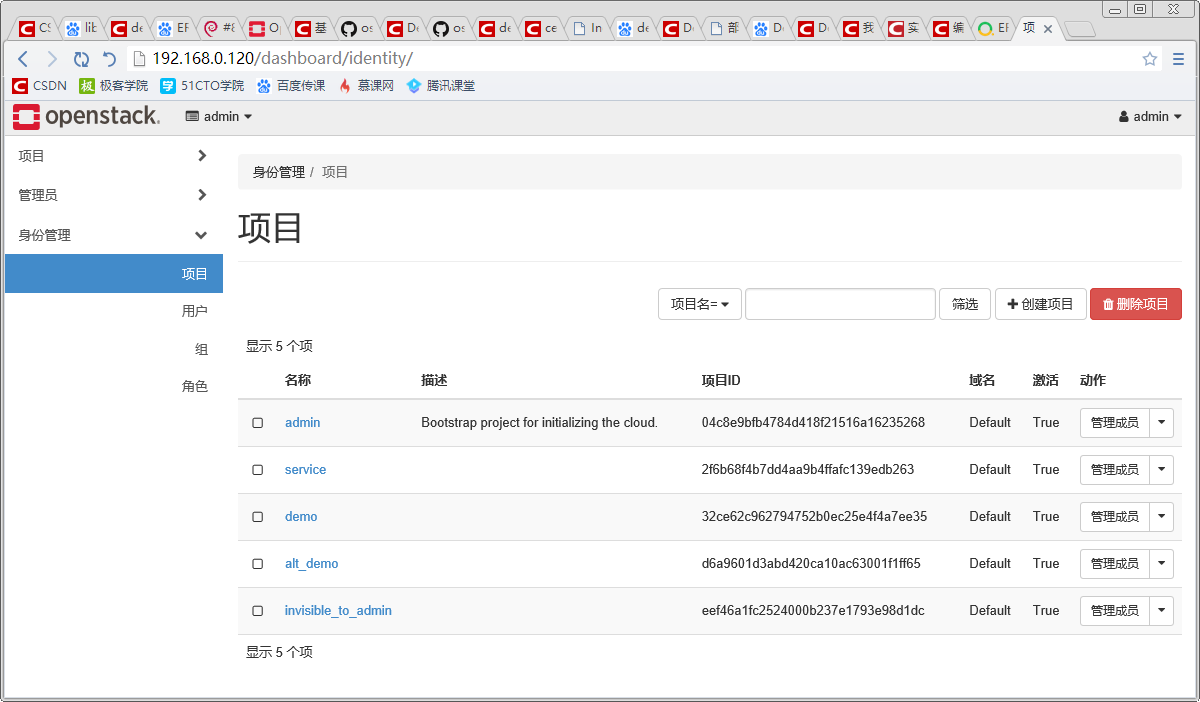 CS
lib
de
EF
#8
O
基
os
De
os
de
ce
In
de
D
部
D
D
我
实
编
EF
项
192.168.0.120/dashboard/identity/
CSDN 极客学院 51CTO学院 百度传课 慕课网 腾讯课堂
openstack. admin admin
项目
管理员
身份管理
项目
用户
组
角色
身份管理 / 项目
项目
项目名= 筛选 创建项目 删除项目
显示 5 个项
名称 描述 项目ID 域名 激活 动作
admin Bootstrap project for initializing the cloud. 04c8e9bfb4784d418f21516a16235268 Default True 管理成员
service 2f6b68f4b7dd4aa9b4ffafc139edb263 Default True 管理成员
demo 32ce62c962794752b0ec25e4f4a7ee35 Default True 管理成员
alt_demo d6a9601d3abd420ca10ac63001f1ff65 Default True 管理成员
invisible_to_admin eef46a1fc2524000b237e1793e98d1dc Default True 管理成员
显示 5 个项